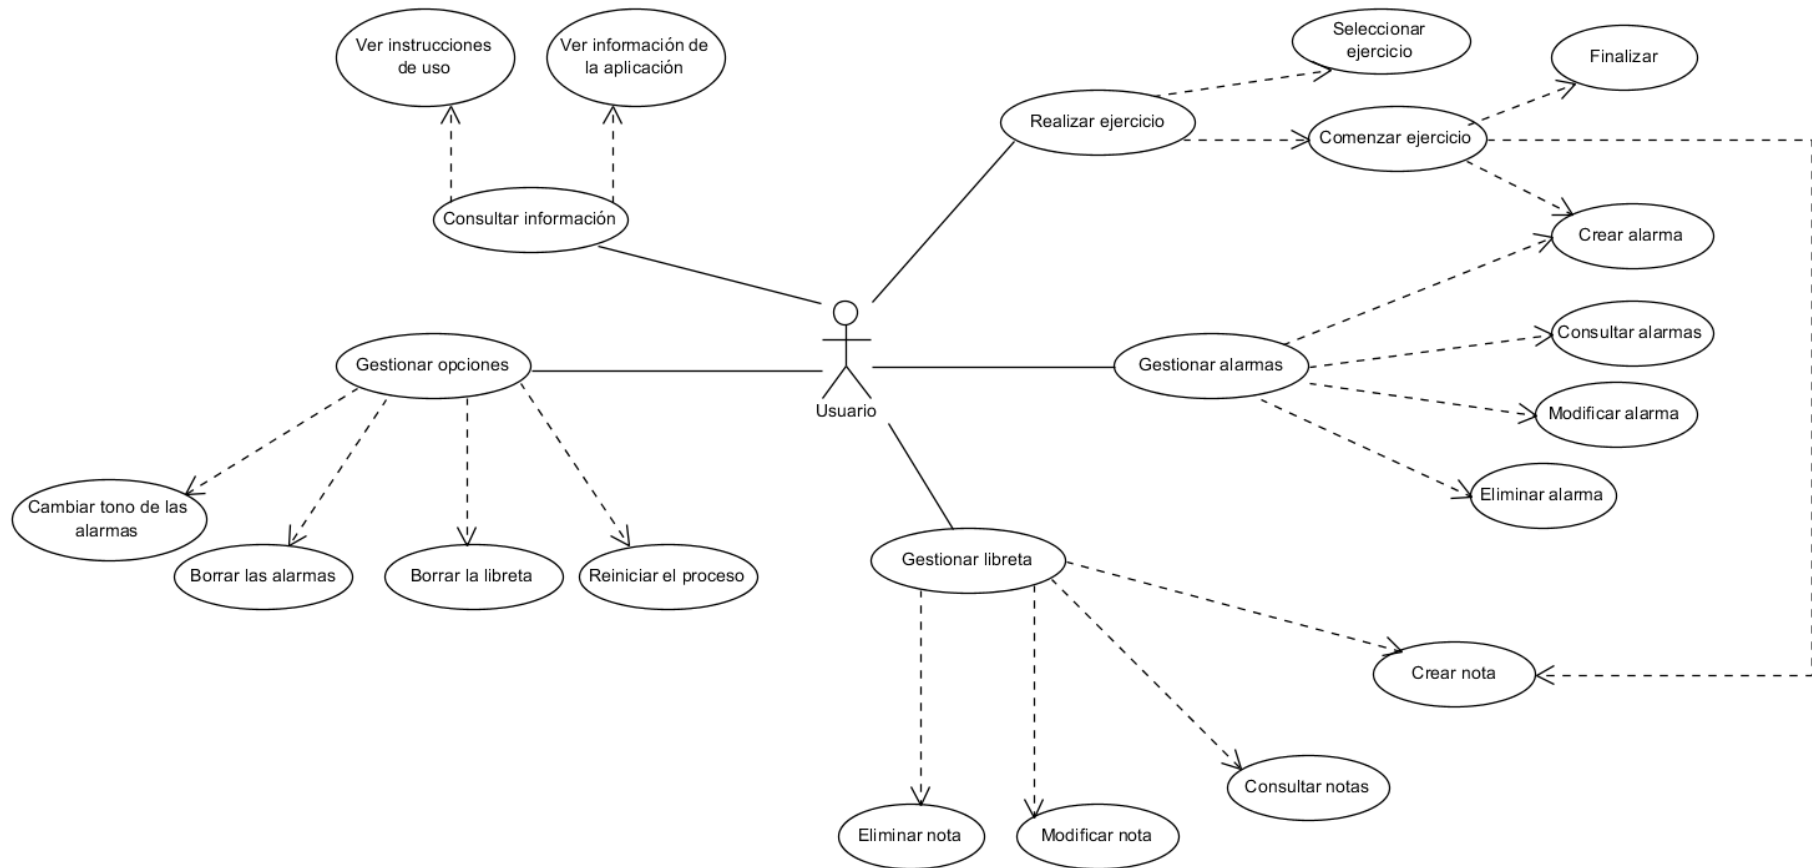 Ver instrucciones
de uso
Ver información de
la aplicación
Seleccionar
ejercicio
Finalizar
Realizar ejercicio
Comenzar ejercicio
Consultar información
Crear alarma
Consultar alarmas
Gestionar opciones
Gestionar alarmas
Usuario
Modificar alarma
Eliminar alarma
Cambiar tono de las
alarmas
Borrar las alarmas
Borrar la libreta
Reiniciar el proceso
Gestionar libreta
Crear nota
Consultar notas
Eliminar nota
Modificar nota